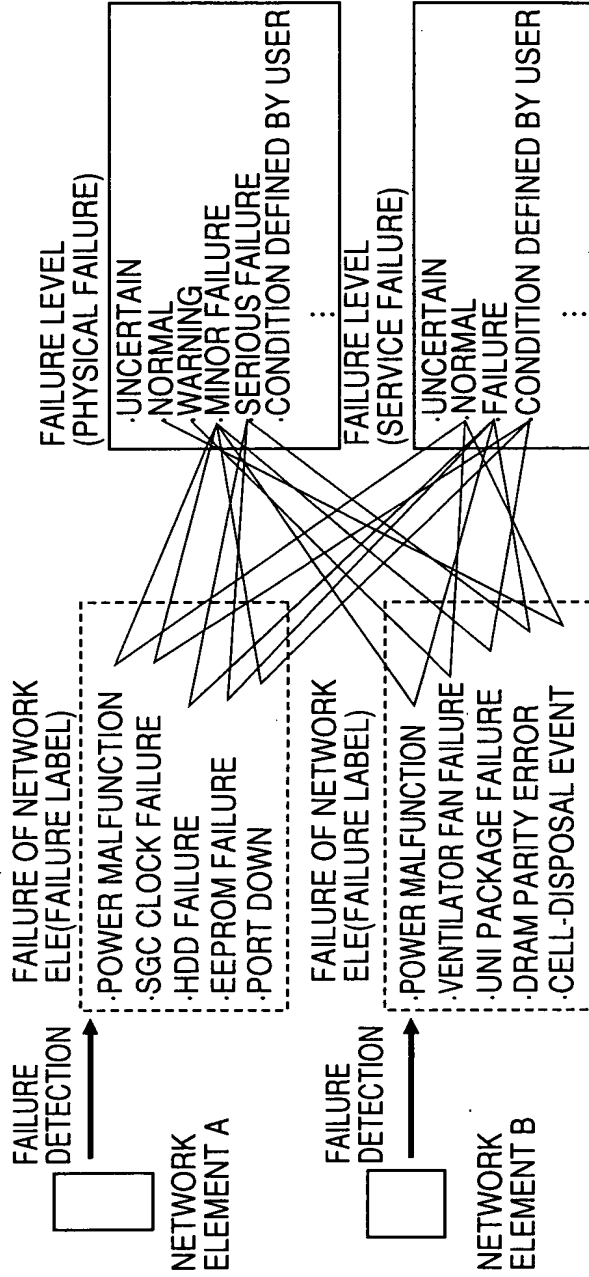 FAILURE
DETECTION
NETWORK
ELEMENT A
FAILURE OF NETWORK
ELE(FAILURE LABEL)
·POWER MALFUNCTION
·SGC CLOCK FAILURE
·HDD FAILURE
·EEPROM FAILURE
·PORT DOWN
FAILURE LEVEL
(PHYSICAL FAILURE)
·UNCERTAIN
·NORMAL
·WARNING
·MINOR FAILURE
·SERIOUS FAILURE
·CONDITION DEFINED BY USER
:
FAILURE
DETECTION
NETWORK
ELEMENT B
FAILURE OF NETWORK
ELE(FAILURE LABEL)
·POWER MALFUNCTION
·VENTILATOR FAN FAILURE
·UNI PACKAGE FAILURE
·DRAM PARITY ERROR
·CELL-DISPOSAL EVENT
FAILURE LEVEL
(SERVICE FAILURE)
·UNCERTAIN
·NORMAL
·FAILURE
·CONDITION DEFINED BY USER
: